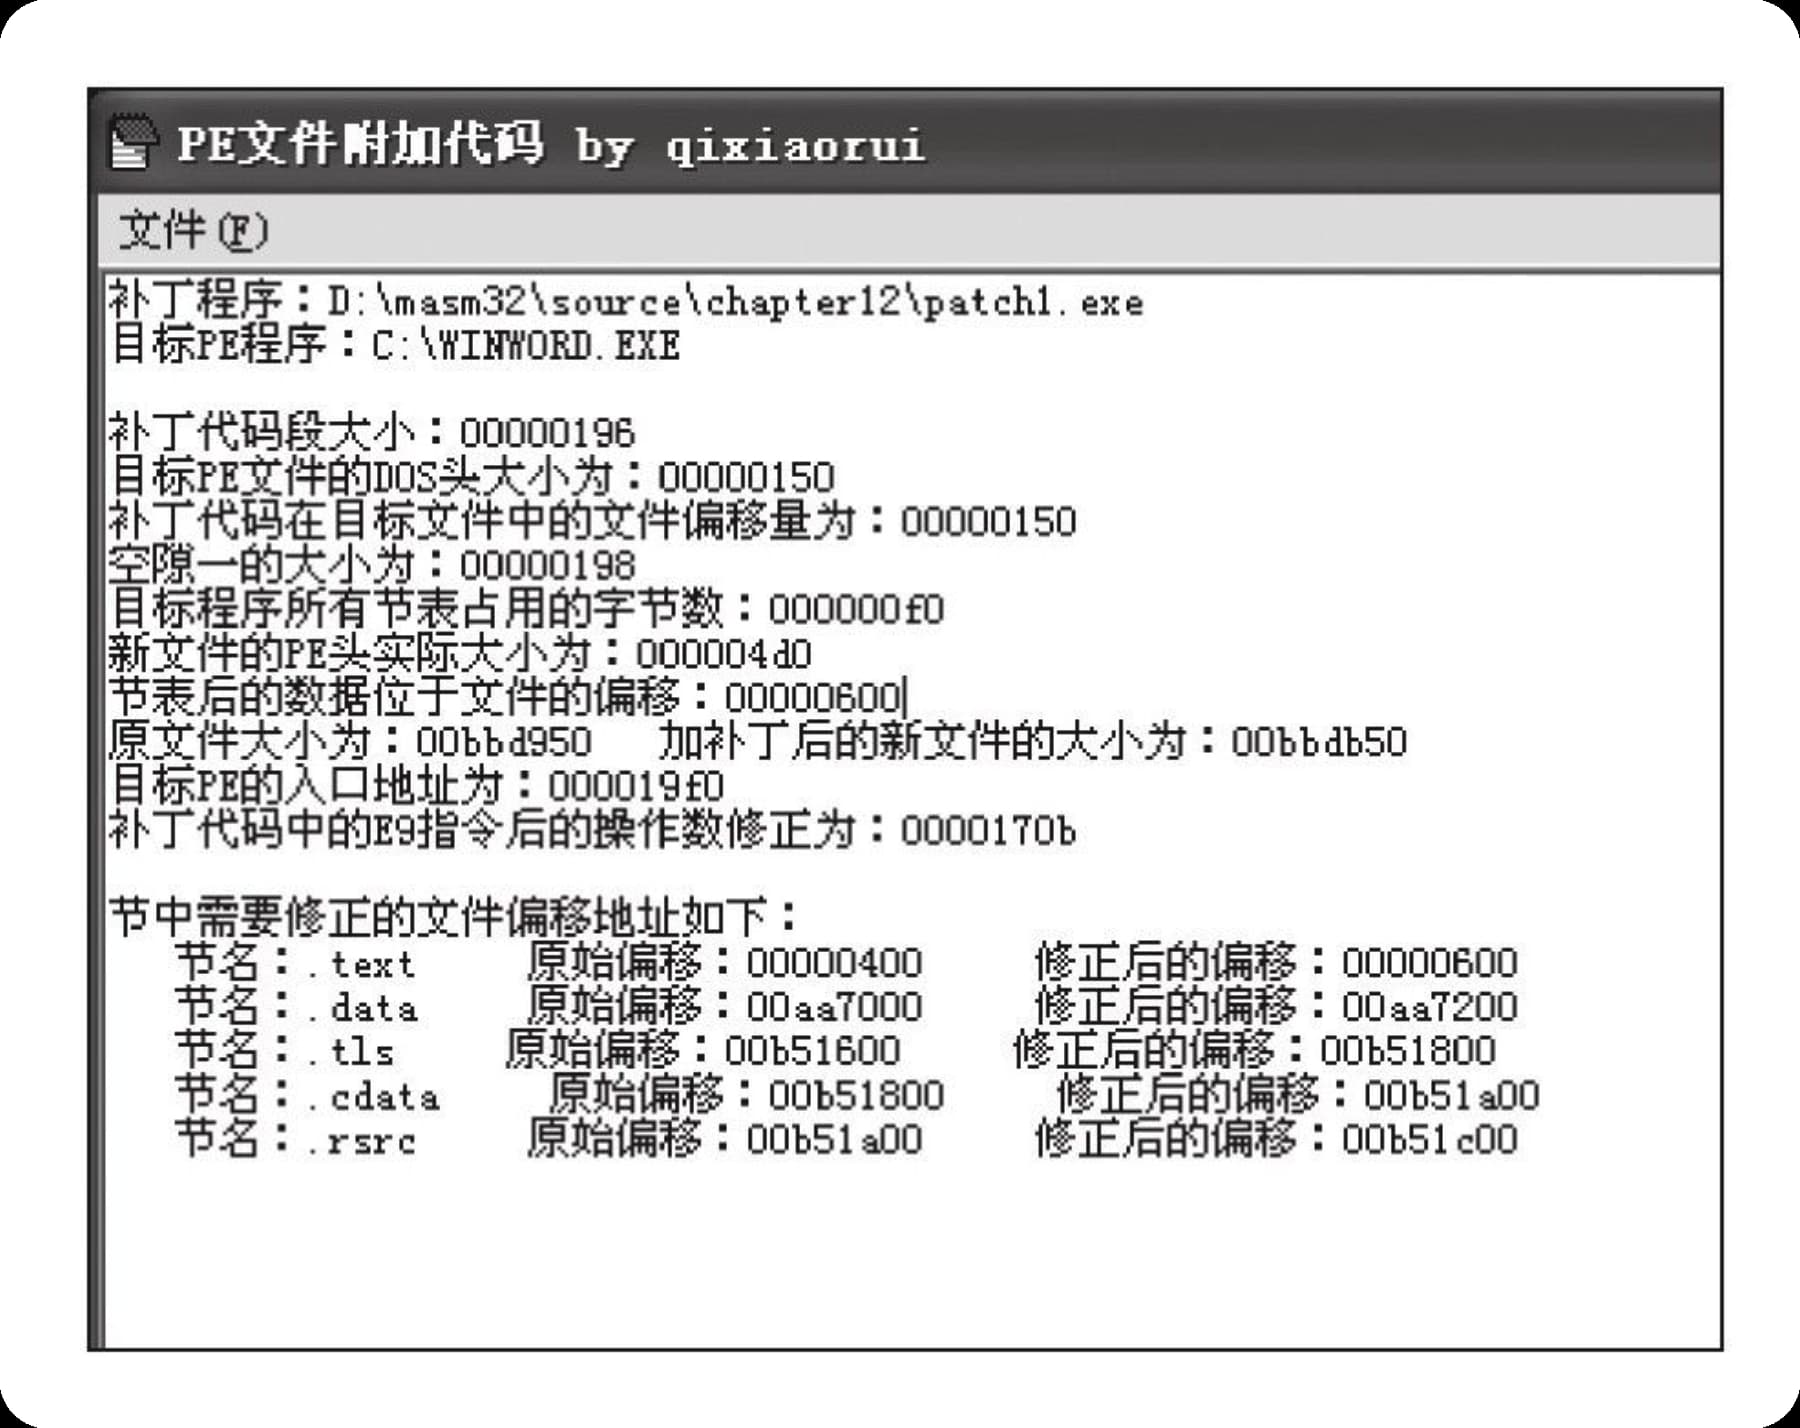 PE文件附加代码 by qixiaorui
文件(F)
补丁程序：D:\masm32\source\chapter12\patch1.exe
目标PE程序：C:\WINWORD.EXE
补丁代码段大小：00000196
目标PE文件的DOS头大小为：00000150
补丁代码在目标文件中的文件偏移量为：00000150
空隙一的大小为：00000198
目标程序所有节表占用的字节数：000000f0
新文件的PE头实际大小为：000004d0
节表后的数据位于文件的偏移：00000600
原文件大小为：00bbd950 加补丁后的新文件的大小为：00bbdb50
目标PE的入口地址为：000019f0
补丁代码中的E9指令后的操作数修正为：0000170b
节中需要修正的文件偏移地址如下：
节名：.text 原始偏移：00000400 修正后的偏移：00000600
节名：.data 原始偏移：00aa7000 修正后的偏移：00aa7200
节名：.tls 原始偏移：00b51600 修正后的偏移：00b51800
节名：.cdata 原始偏移：00b51800 修正后的偏移：00b51a00
节名：.rsrc 原始偏移：00b51a00 修正后的偏移：00b51c00